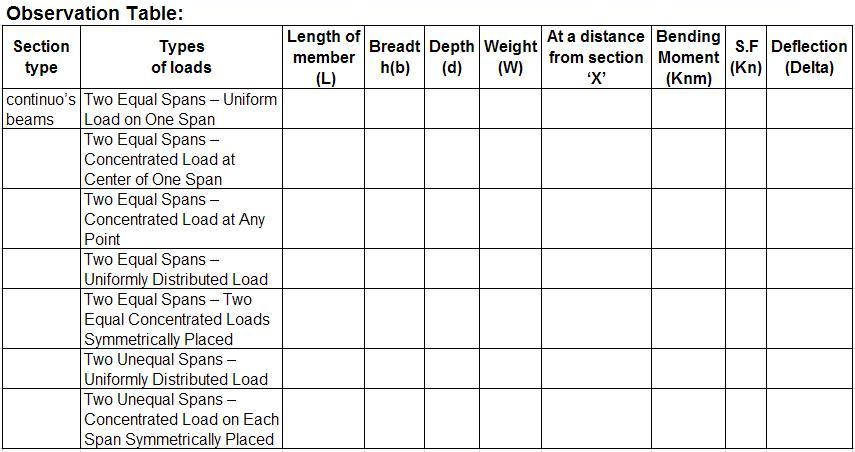 Observation Table:
Section type
Types of loads
Length of member (L)
Breadt h(b)
Depth (d)
Weight (W)
At a distance from section ‘X’
Bending Moment (Knm)
S.F (Kn)
Deflection (Delta)
continuo’s beams
Two Equal Spans – Uniform
Load on One Span
Two Equal Spans –
Concentrated Load at
Center of One Span
Two Equal Spans –
Concentrated Load at Any
Point
Two Equal Spans –
Uniformly Distributed Load
Two Equal Spans – Two
Equal Concentrated Loads
Symmetrically Placed
Two Unequal Spans –
Uniformly Distributed Load
Two Unequal Spans –
Concentrated Load on Each
Span Symmetrically Placed